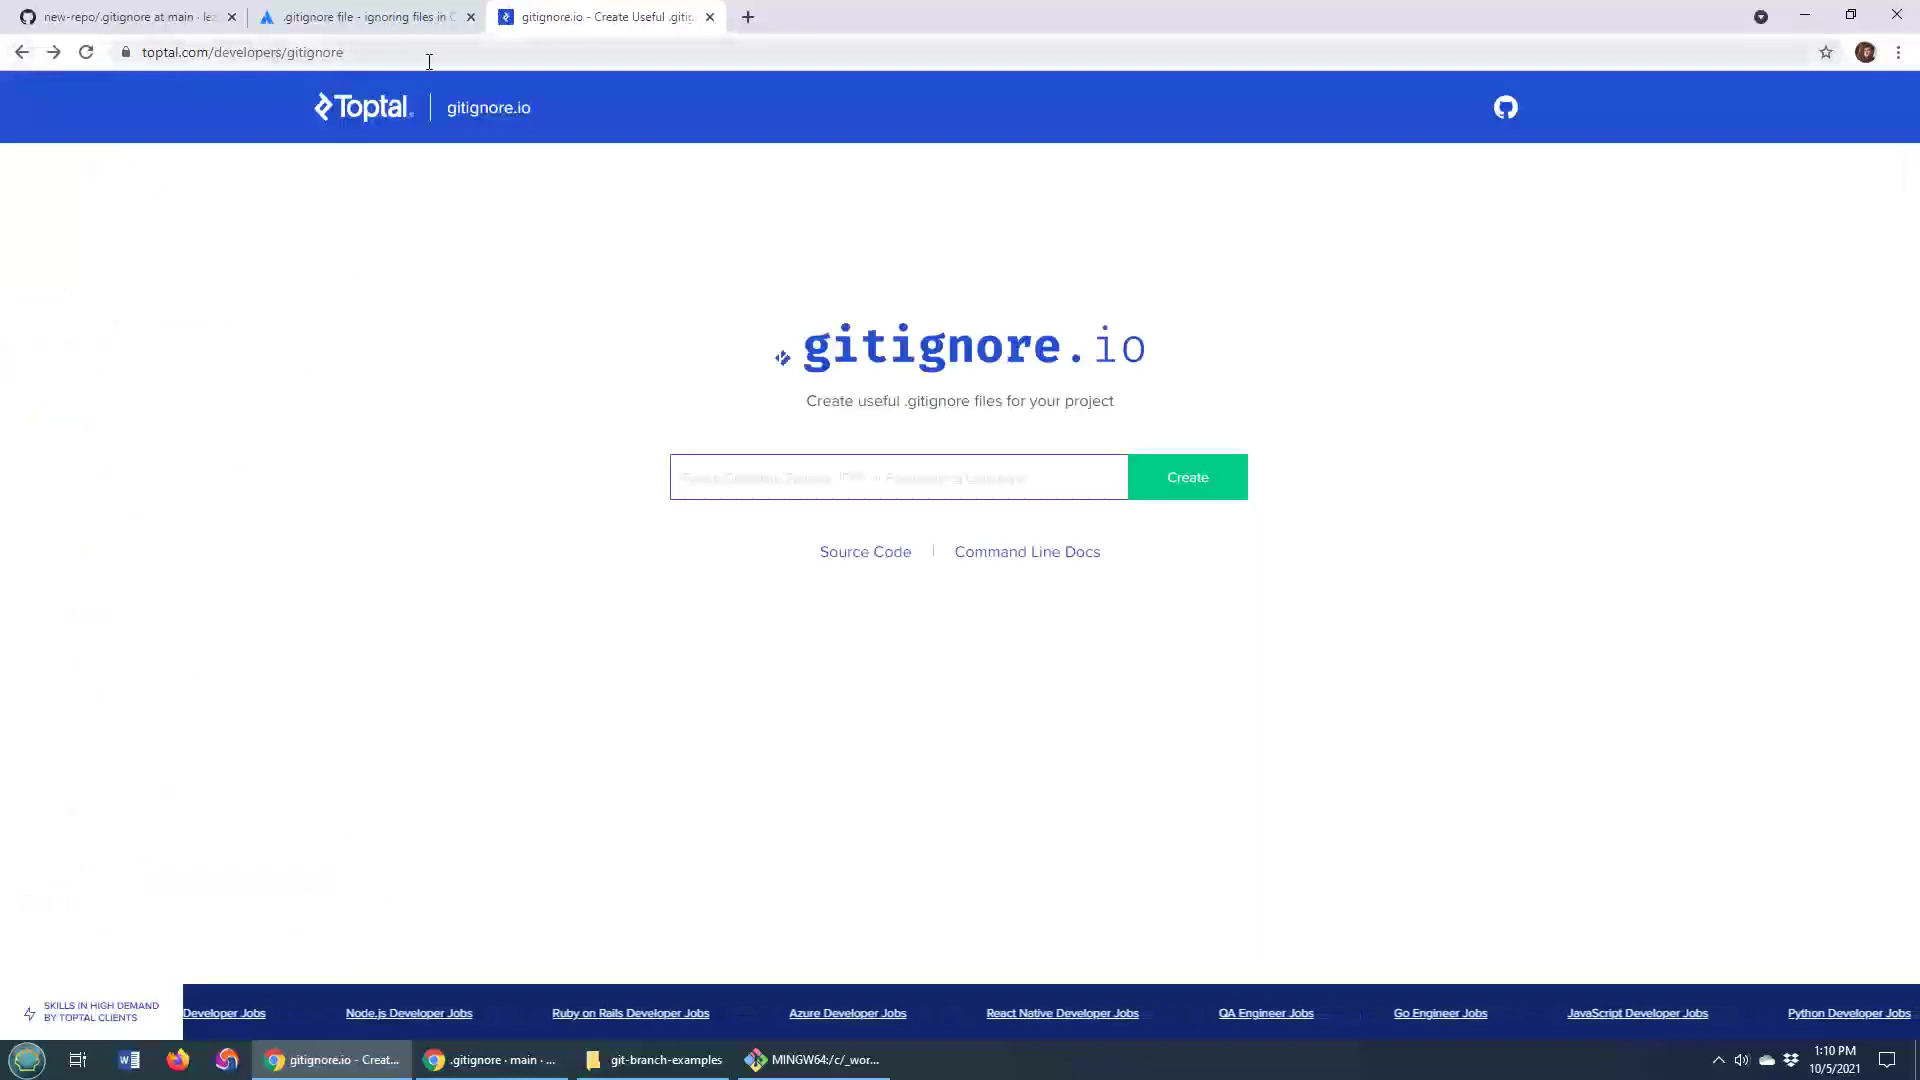 new-repo/.gitignore at main · lez
.gitignore file - ignoring files in G
gitignore.io - Create Useful .gitig
toptal.com/developers/gitignore
Toptal
gitignore.io
.gitignore.io
Create useful .gitignore files for your project
Create
Source Code
Command Line Docs
SKILLS IN HIGH DEMAND
BY TOPTAL CLIENTS
Developer Jobs
Node.js Developer Jobs
Ruby on Rails Developer Jobs
Azure Developer Jobs
React Native Developer Jobs
QA Engineer Jobs
Go Engineer Jobs
JavaScript Developer Jobs
Python Developer Jobs
gitignore.io - Creat...
.gitignore · main · ...
git-branch-examples
MINGW64:/c/_wor...
1:10 PM
10/5/2021